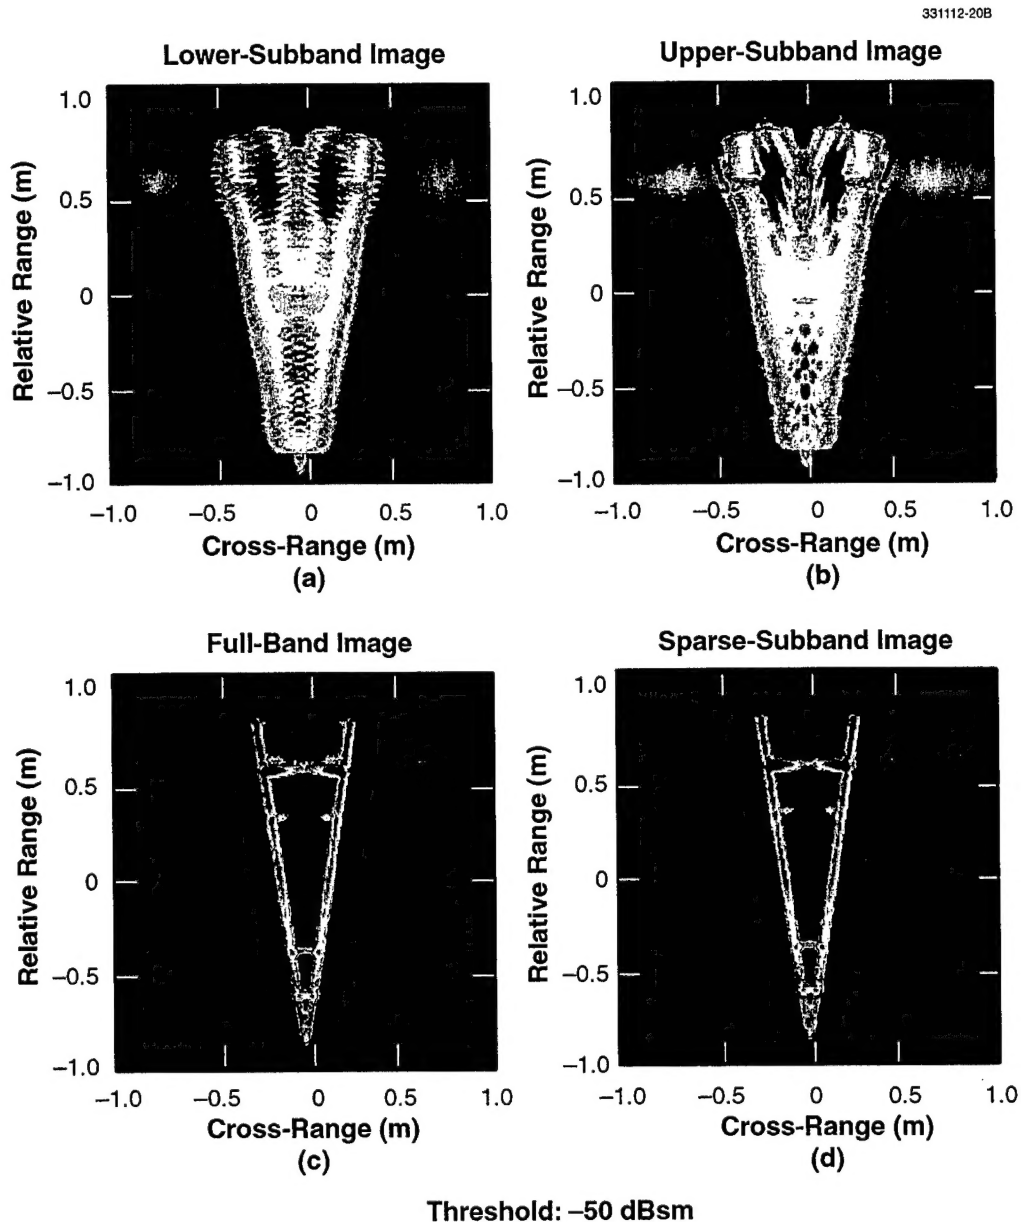 331112-20B
Lower-Subband Image
Upper-Subband Image
Relative Range (m)
1.0
0.5
0
–0.5
–1.0
–1.0 –0.5 0 0.5 1.0
Cross-Range (m)
(a)
Relative Range (m)
1.0
0.5
0
–0.5
–1.0
–1.0 –0.5 0 0.5 1.0
Cross-Range (m)
(b)
Full-Band Image
Sparse-Subband Image
Relative Range (m)
1.0
0.5
0
–0.5
–1.0
–1.0 –0.5 0 0.5 1.0
Cross-Range (m)
(c)
Relative Range (m)
1.0
0.5
0
–0.5
–1.0
–1.0 –0.5 0 0.5 1.0
Cross-Range (m)
(d)
Threshold: –50 dBsm